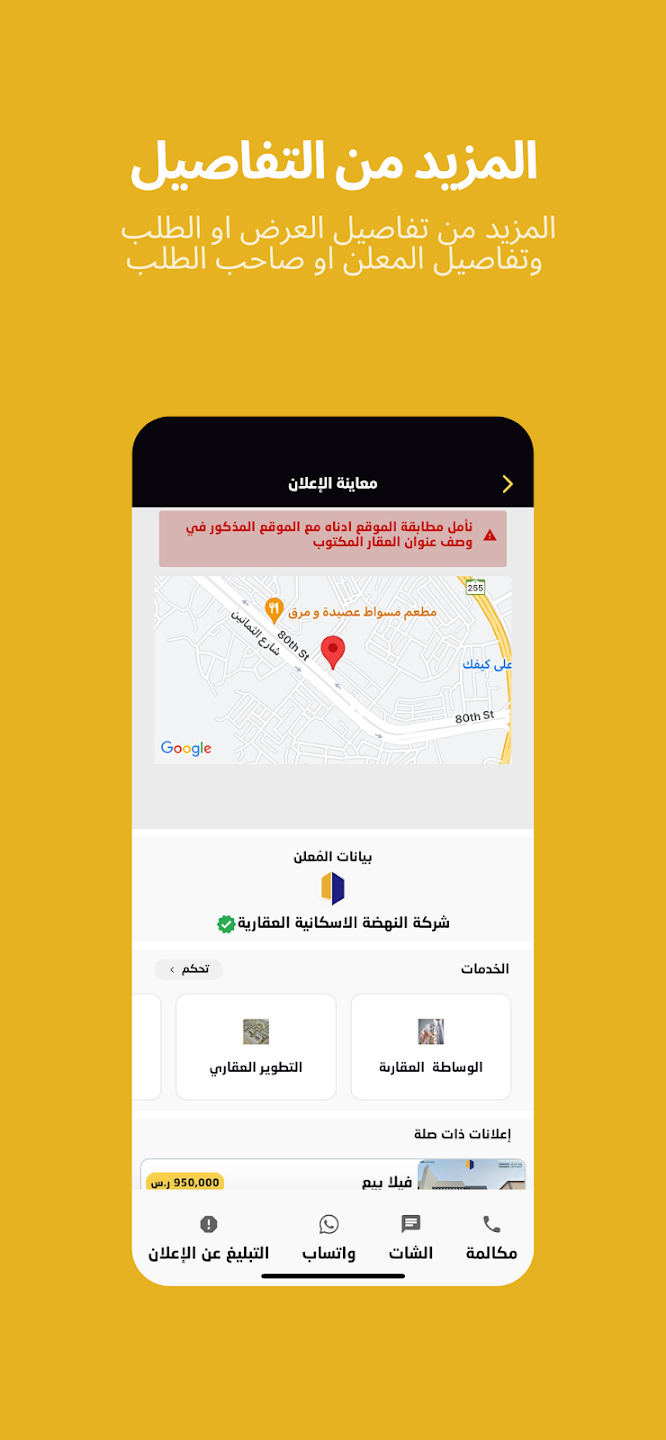 المزيد من التفاصيل
المزيد من تفاصيل العرض او الطلب
وتفاصيل المعلن او صاحب الطلب
معاينة الإعلان
نأمل مطابقة الموقع ادناه مع الموقع المذكور في
وصف عنوان العقار المكتوب
255
مطعم مسواط عصيدة و مرق
80th St
شارع الثمانين
على كيفك
80th St
Google
بيانات المُعلن
شركة النهضة الاسكانية العقارية
الخدمات
تحكم
الوساطة العقارىة
التطوير العقاري
إعلانات ذات صلة
فيلا بيع
950,000 ر.س
مكالمة
الشات
واتساب
التبليغ عن الإعلان